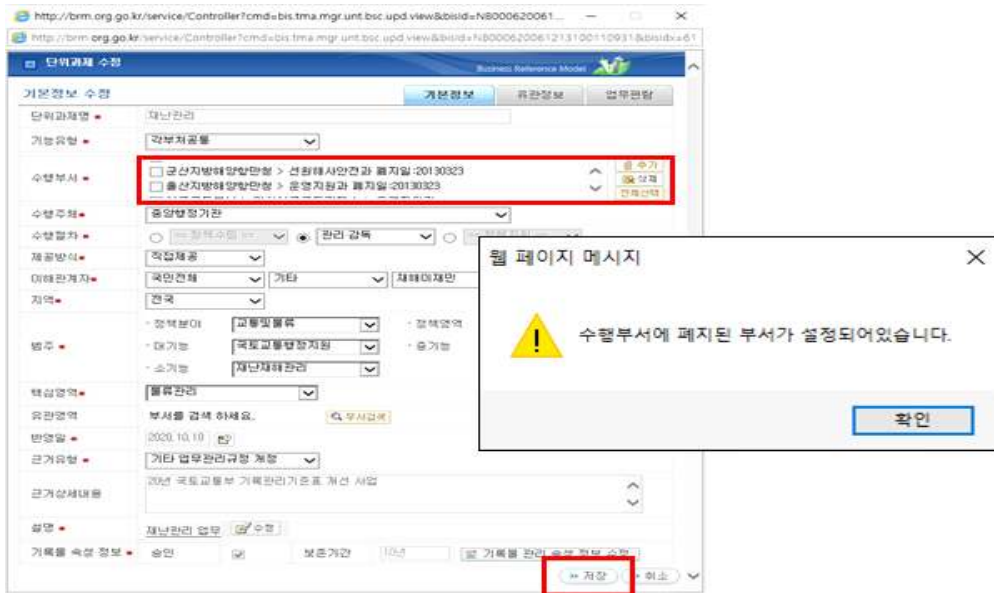 http://brm.org.go.kr/service/Controller?cmd=bis.tma.mgr.unt.bsc.upd.view&bisId=NB000620061...
http://brm.org.go.kr/service/Controller?cmd=bis.tma.mgr.unt.bsc.upd.view&bisId=NB00062006121310011093
단위과제 수정
Business Reference Model
기본정보 수정
기본정보 유관정보 업무편람
단위과제명 재난관리
기능유형 각부처공통
수행부서
군산지방해양항만청 > 선원해사안전과 폐지일:20130323
울산지방해양항만청 > 운영지원과 폐지일:20130323
추가
삭제
전체선택
수행주체 중앙행정기관
수행절차 관리·감독
제공방식 직접제공
이해관계자 국민전체 기타 재해이재민
지역 전국
범주
- 정책분야 교통및물류 - 정책영역
- 대기능 국토교통행정지원 - 중기능
- 소기능 재난재해관리
핵심영역 물류관리
유관영역 부서를 검색 하세요. 부서검색
반영일 2020.10.10
근거유형 기타 업무관리규정 개정
근거상세내용 20년 국토교통부 기록관리기준표 개선 사업
설명 재난관리 업무 수정
기록물 속성 정보 승인 보존기간 10년 기록물 관리 속성 정보 수정
저장 취소
웹 페이지 메시지
수행부서에 폐지된 부서가 설정되어있습니다.
확인